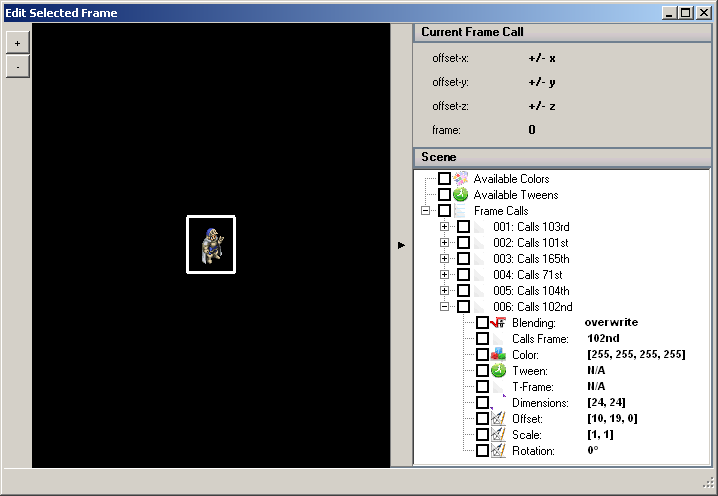 Edit Selected Frame
+
-
Current Frame Call
offset-x: +/- x
offset-y: +/- y
offset-z: +/- z
frame: 0
Scene
Available Colors
Available Tweens
Frame Calls
001: Calls 103rd
002: Calls 101st
003: Calls 165th
004: Calls 71st
005: Calls 104th
006: Calls 102nd
Blending: overwrite
Calls Frame: 102nd
Color: [255, 255, 255, 255]
Tween: N/A
T-Frame: N/A
Dimensions: [24, 24]
Offset: [10, 19, 0]
Scale: [1, 1]
Rotation: 0°